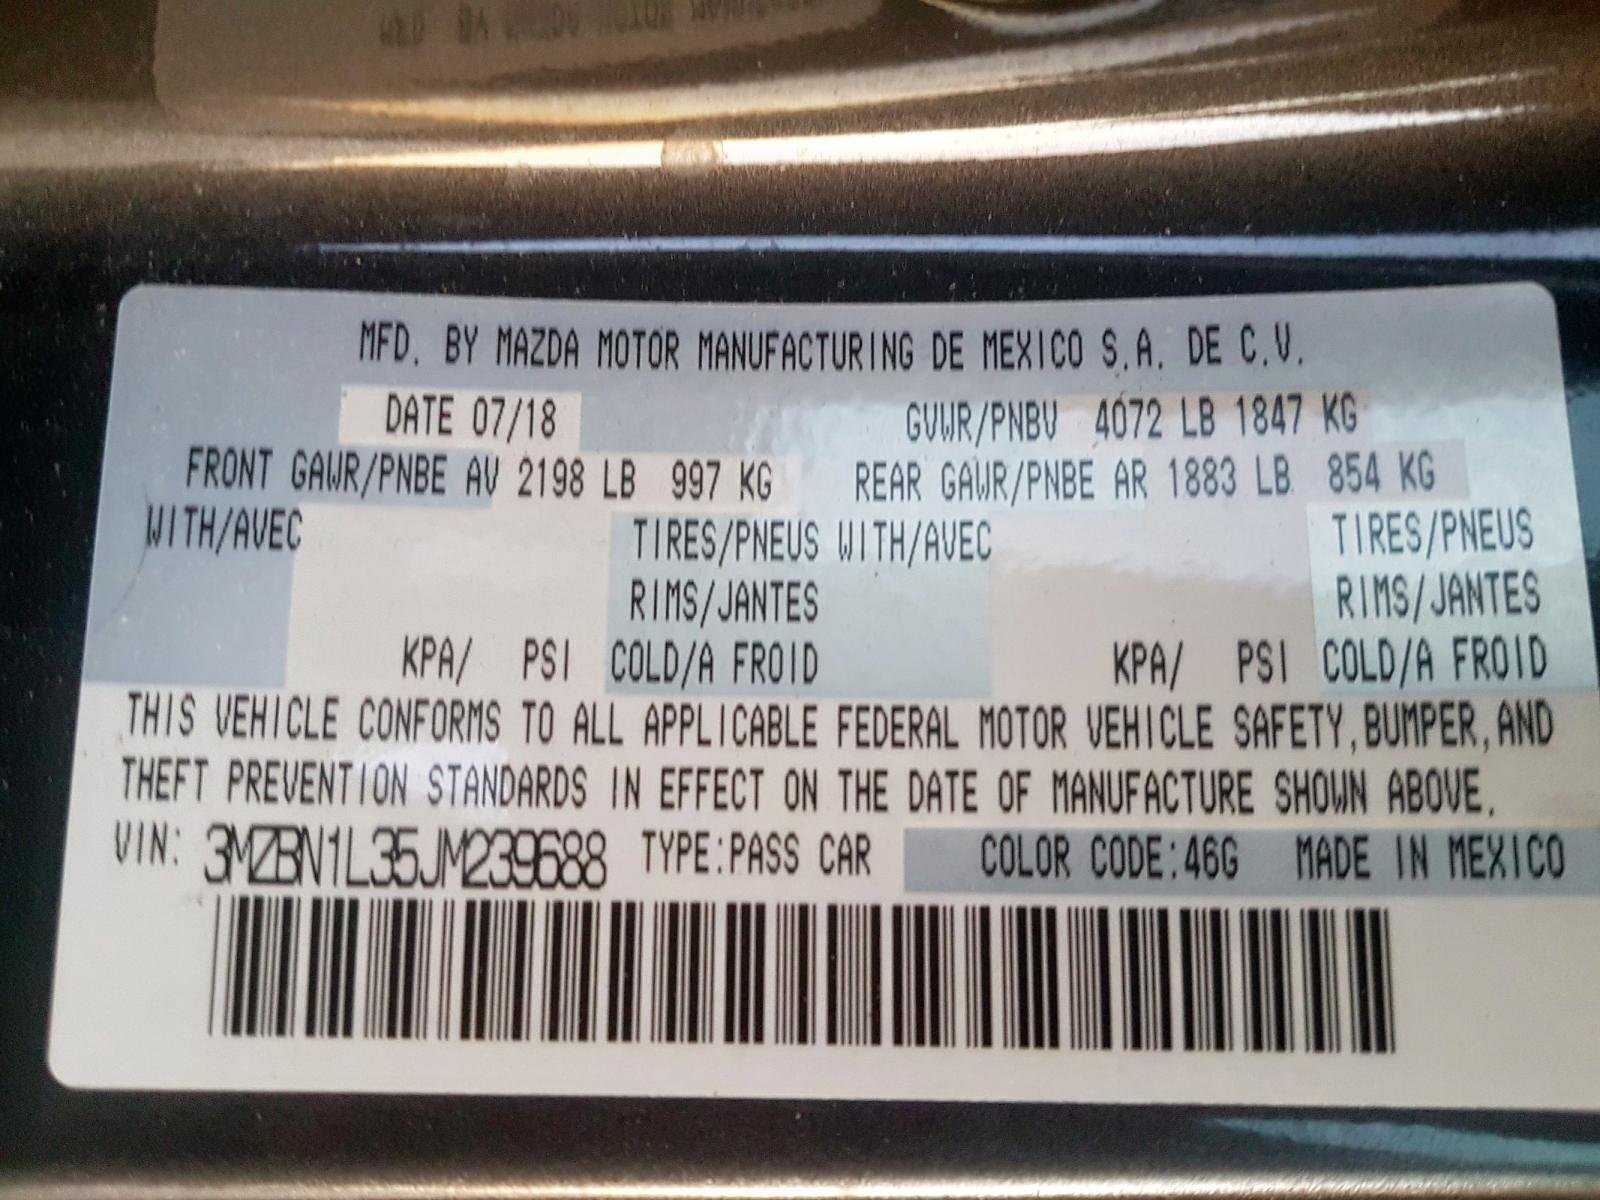 MFD. BY MAZDA MOTOR MANUFACTURING DE MEXICO S.A. DE C.V.
DATE 07/18 GVWR/PNBV 4072 LB 1847 KG
FRONT GAWR/PNBE AV 2198 LB 997 KG REAR GAWR/PNBE AR 1883 LB 854 KG
WITH/AVEC TIRES/PNEUS WITH/AVEC TIRES/PNEUS
RIMS/JANTES RIMS/JANTES
KPA/ PSI COLD/A FROID KPA/ PSI COLD/A FROID
THIS VEHICLE CONFORMS TO ALL APPLICABLE FEDERAL MOTOR VEHICLE SAFETY, BUMPER, AND
THEFT PREVENTION STANDARDS IN EFFECT ON THE DATE OF MANUFACTURE SHOWN ABOVE.
VIN: 3MZBN1L35JM239688 TYPE:PASS CAR COLOR CODE:46G MADE IN MEXICO